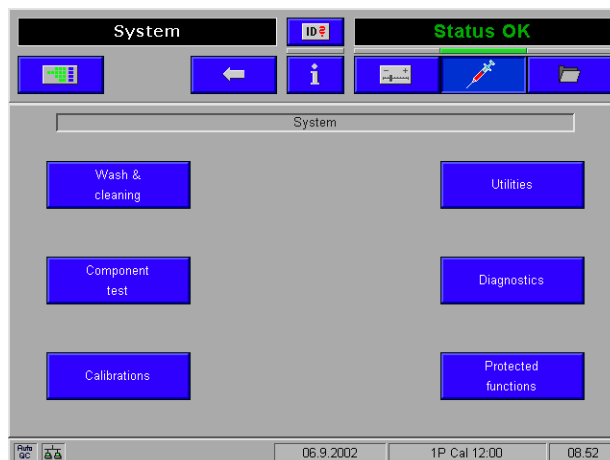 System
ID?
Status OK
i
- +
System
Wash &
cleaning
Utilities
Component
test
Diagnostics
Calibrations
Protected
functions
Auto
QC
06.9.2002
1P Cal 12:00
08.52